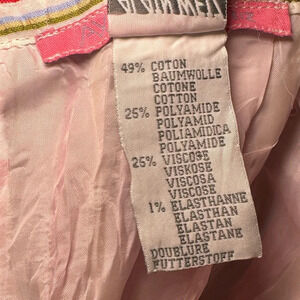 49% COTON
BAUMWOLLE
COTONE
COTTON
25% POLYAMIDE
POLYAMID
POLIAMIDICA
POLYAMIDE
25% VISCOSE
VISKOSE
VISCOSA
VISCOSE
1% ELASTHANNE
ELASTHAN
ELASTAN
ELASTANE
DOUBLURE
FUTTERSTOFF